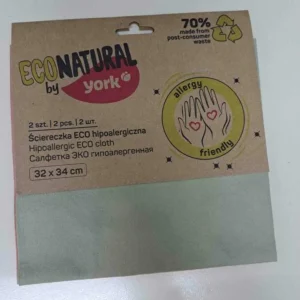 ECONATURAL
by york
70%
made from
post-consumer
waste
allergy
friendly
2 szt. | 2 pcs. | 2 шт.
Ściereczka ECO hipoalergiczna
Hipoallergic ECO cloth
Салфетка ЭКО гипоаллергенная
32 x 34 cm